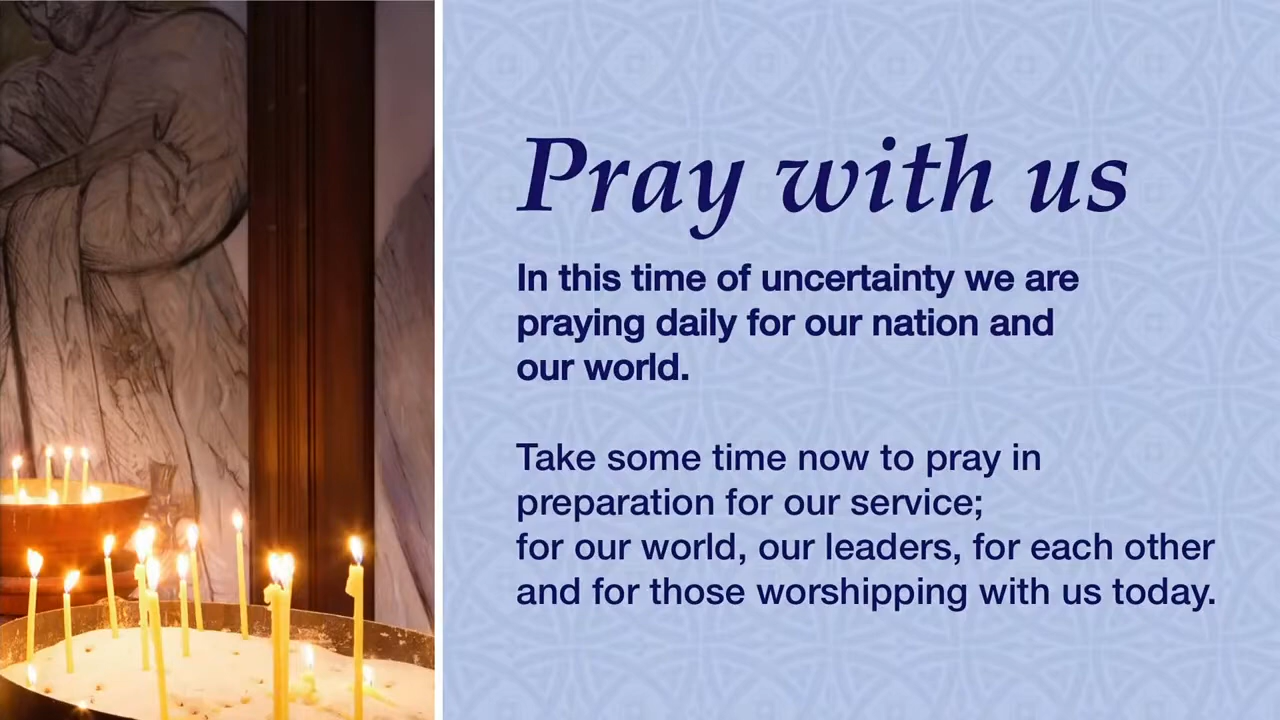 Pray with us
In this time of uncertainty we are
praying daily for our nation and
our world.
Take some time now to pray in
preparation for our service;
for our world, our leaders, for each other
and for those worshipping with us today.